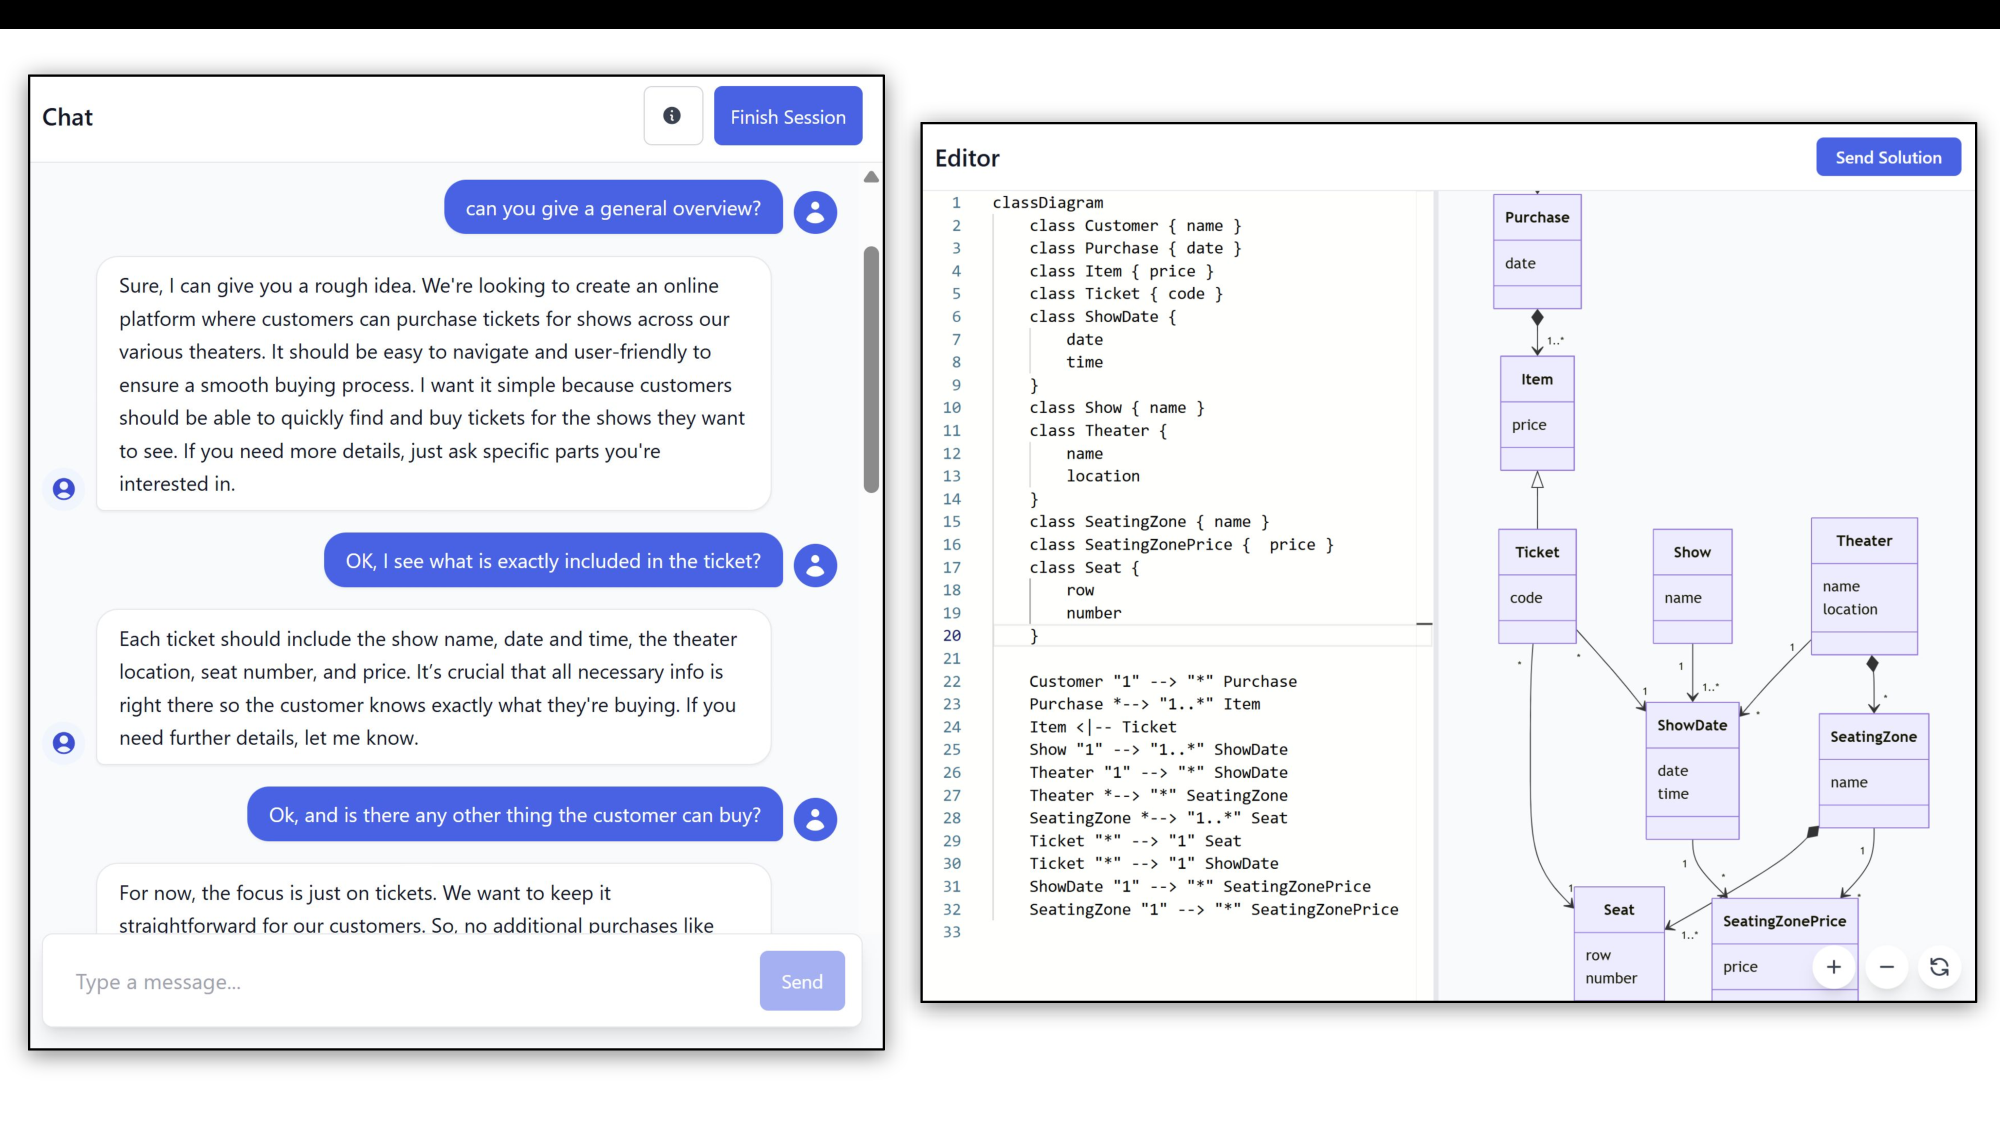 Chat
Finish Session
can you give a general overview?
Sure, I can give you a rough idea. We're looking to create an online
platform where customers can purchase tickets for shows across our
various theaters. It should be easy to navigate and user-friendly to
ensure a smooth buying process. I want it simple because customers
should be able to quickly find and buy tickets for the shows they want
to see. If you need more details, just ask specific parts you're
interested in.
OK, I see what is exactly included in the ticket?
Each ticket should include the show name, date and time, the theater
location, seat number, and price. It’s crucial that all necessary info is
right there so the customer knows exactly what they're buying. If you
need further details, let me know.
Ok, and is there any other thing the customer can buy?
For now, the focus is just on tickets. We want to keep it
straightforward for our customers. So, no additional purchases like
Type a message...
Send
Editor
Send Solution
1 classDiagram
2 class Customer { name }
3 class Purchase { date }
4 class Item { price }
5 class Ticket { code }
6 class ShowDate {
7 date
8 time
9 }
10 class Show { name }
11 class Theater {
12 name
13 location
14 }
15 class SeatingZone { name }
16 class SeatingZonePrice {  price }
17 class Seat {
18 row
19 number
20 }
21
22 Customer "1" --> "*" Purchase
23 Purchase *--> "1..*" Item
24 Item <|-- Ticket
25 Show "1" --> "1..*" ShowDate
26 Theater "1" --> "*" ShowDate
27 Theater *--> "*" SeatingZone
28 SeatingZone *--> "1..*" Seat
29 Ticket "*" --> "1" Seat
30 Ticket "*" --> "1" ShowDate
31 ShowDate "1" --> "*" SeatingZonePrice
32 SeatingZone "1" --> "*" SeatingZonePrice
33
Purchase
date
1..*
Item
price
Ticket
code
Show
name
Theater
name
location
*
*
1
1
1..*
1
*
*
ShowDate
date
time
SeatingZone
name
1
*
1
*
1
1..*
Seat
row
number
SeatingZonePrice
price